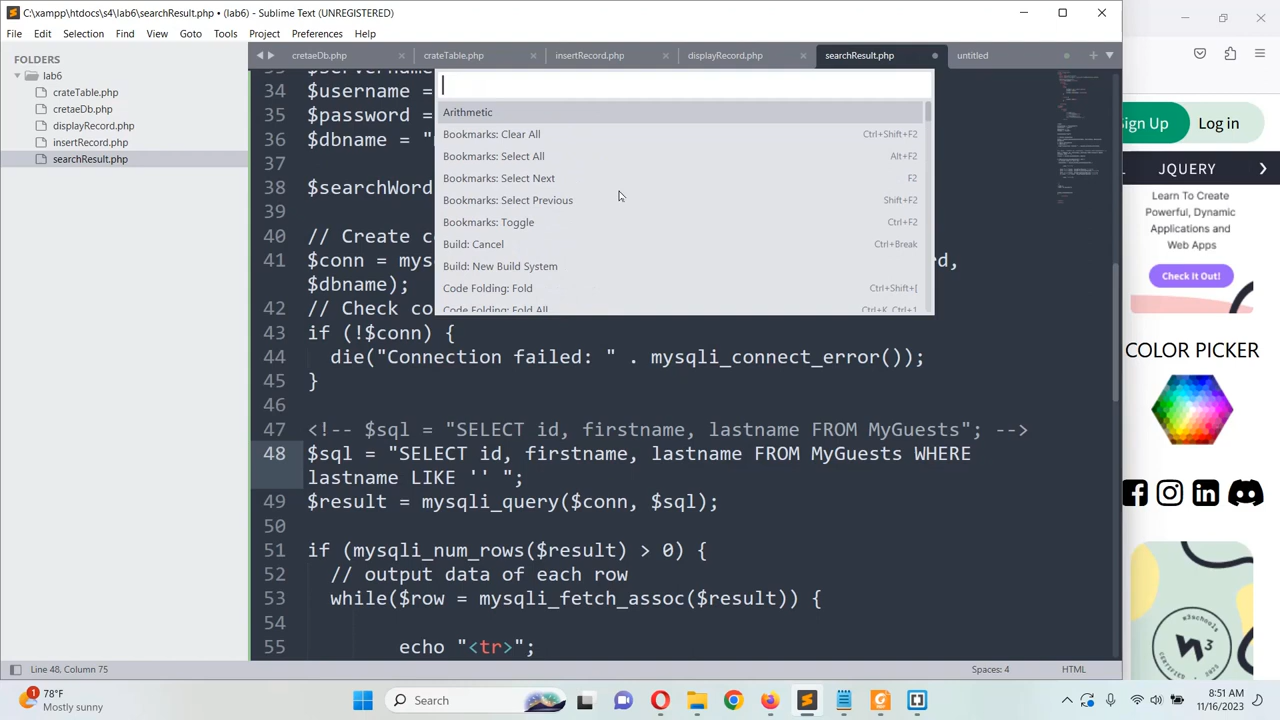 C:\xampp\htdocs\s4\lab6\searchResult.php • (lab6) - Sublime Text (UNREGISTERED)
File Edit Selection Find View Goto Tools Project Preferences Help
FOLDERS
lab6
crateTable.php
cretaeDb.php
displayRecord.php
insertRecord.php
searchResult.php
cretaeDb.php crateTable.php insertRecord.php displayRecord.php searchResult.php untitled
Arithmetic
Bookmarks: Clear All Ctrl+Shift+F2
Bookmarks: Select All Alt+F2
Bookmarks: Select Next F2
Bookmarks: Select Previous Shift+F2
Bookmarks: Toggle Ctrl+F2
Build: Cancel Ctrl+Break
Build: New Build System
Code Folding: Fold Ctrl+Shift+[
Code Folding: Fold All Ctrl+K, Ctrl+1
33 $servername
34 $username =
35 $password =
36 $dbname = "
37
38 $searchWord
39
40 // Create c
41 $conn = mys d,
$dbname);
42 // Check co
43 if (!$conn) {
44 die("Connection failed: " . mysqli_connect_error());
45 }
46
47 <!-- $sql = "SELECT id, firstname, lastname FROM MyGuests"; -->
48 $sql = "SELECT id, firstname, lastname FROM MyGuests WHERE
lastname LIKE '' ";
49 $result = mysqli_query($conn, $sql);
50
51 if (mysqli_num_rows($result) > 0) {
52 // output data of each row
53 while($row = mysqli_fetch_assoc($result)) {
54
55 echo "<tr>";
Line 48, Column 75 Spaces: 4 HTML
Sign Up Log in
JQUERY
Learn To Create
Powerful, Dynamic
Applications and
Web Apps
Check It Out!
COLOR PICKER
schools
78°F
Mostly sunny
1
Search
8:51 AM
11/16/2023